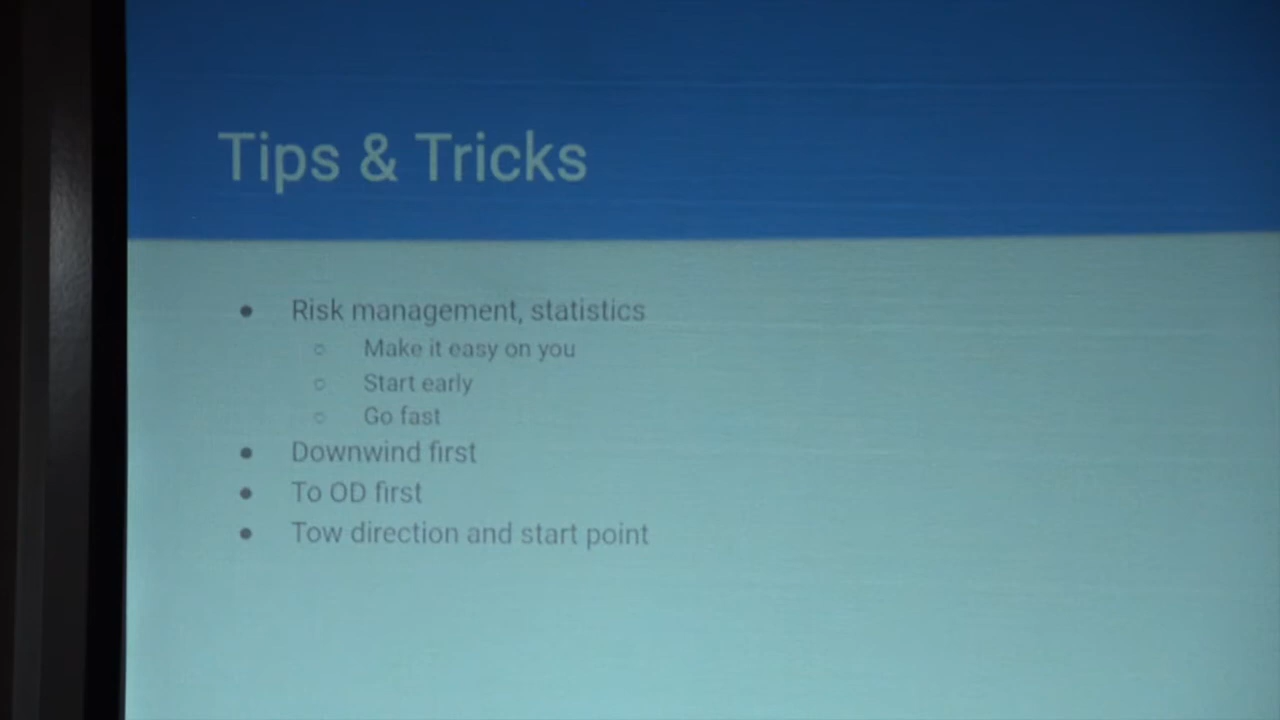 Tips & Tricks
● Risk management, statistics
○ Make it easy on you
○ Start early
○ Go fast
● Downwind first
● To OD first
● Tow direction and start point